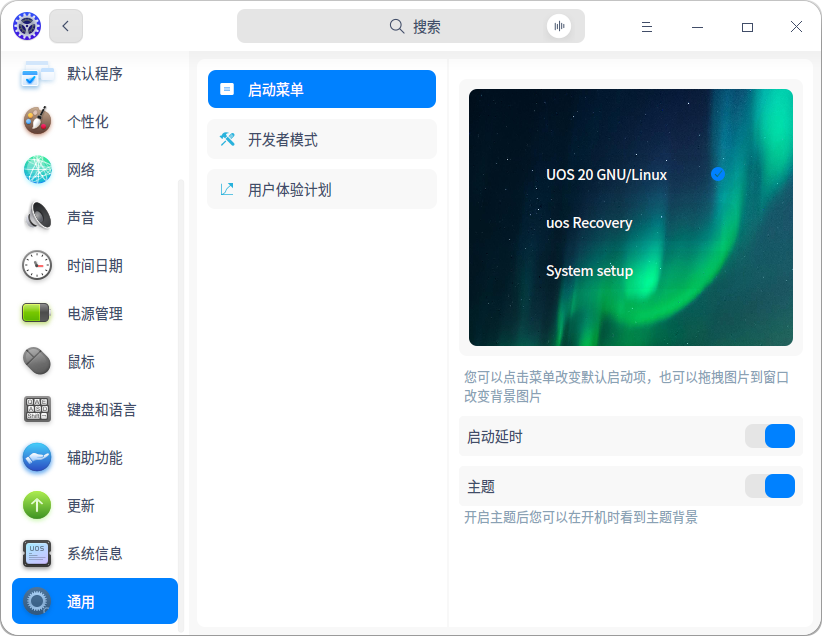 搜索
默认程序
个性化
网络
声音
时间日期
电源管理
鼠标
键盘和语言
辅助功能
更新
UOS
系统信息
通用
启动菜单
开发者模式
用户体验计划
UOS 20 GNU/Linux
uos Recovery
System setup
您可以点击菜单改变默认启动项，也可以拖拽图片到窗口
改变背景图片
启动延时
主题
开启主题后您可以在开机时看到主题背景